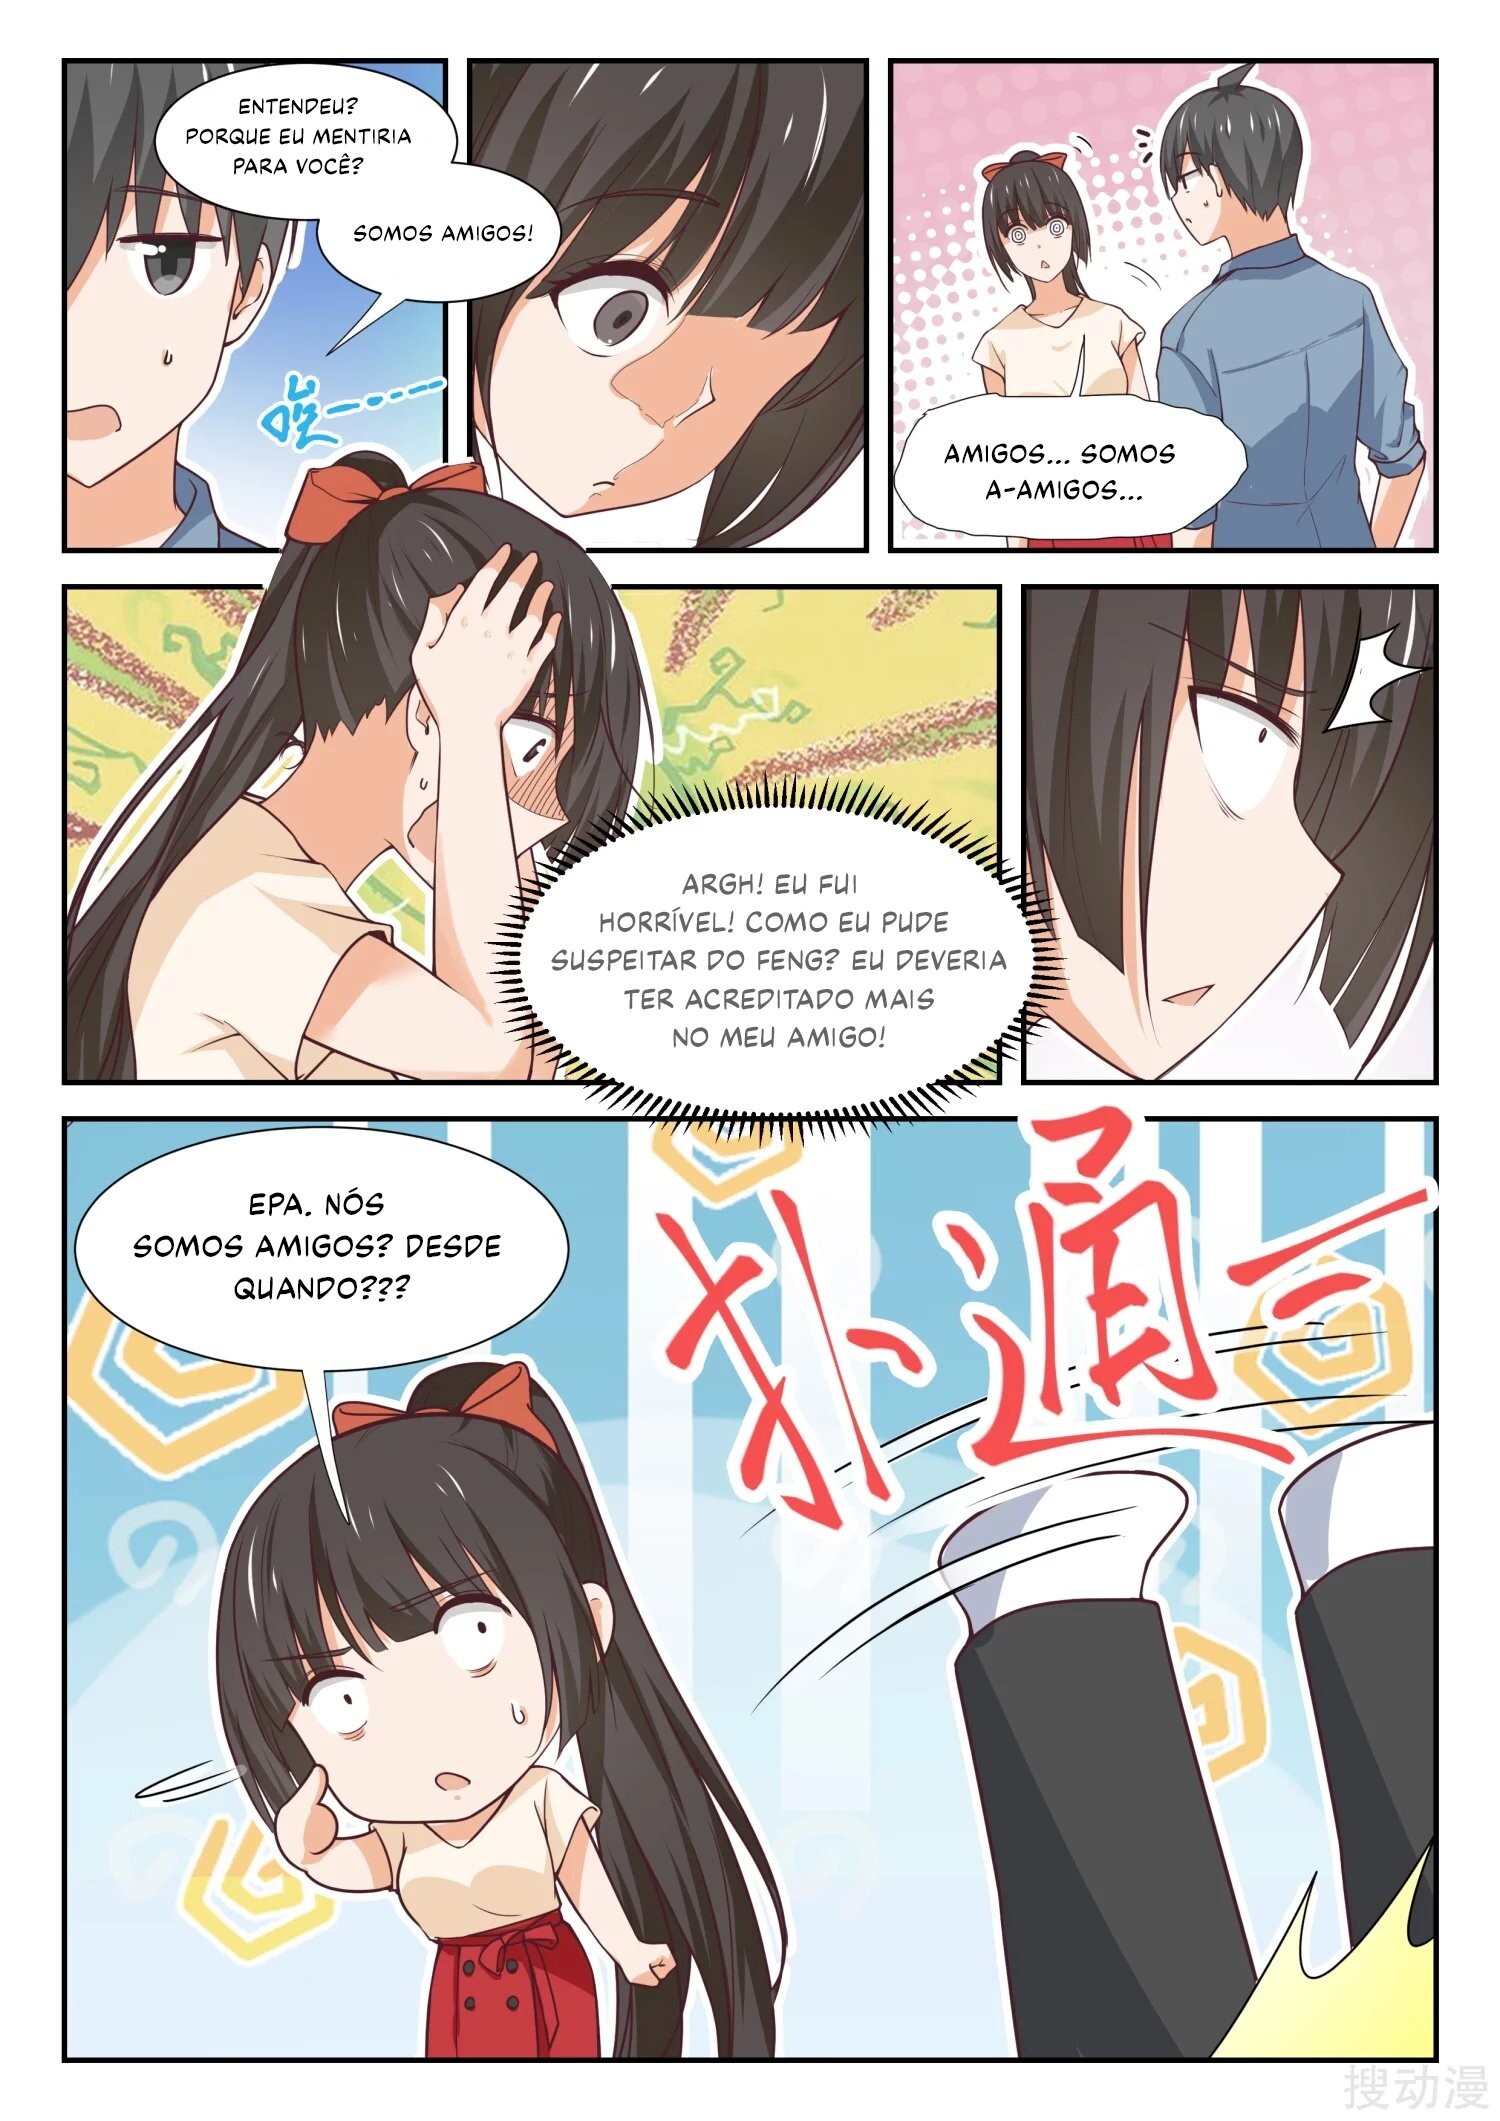 ENTENDEU?
PORQUE EU MENTIRIA
PARA VOCÊ?
SOMOS AMIGOS!
AMIGOS... SOMOS
A-AMIGOS...
ARGH! EU FUI
HORRÍVEL! COMO EU PUDE
SUSPEITAR DO FENG? EU DEVERIA
TER ACREDITADO MAIS
NO MEU AMIGO!
EPA. NÓS
SOMOS AMIGOS? DESDE
QUANDO???
扑通
搜动漫